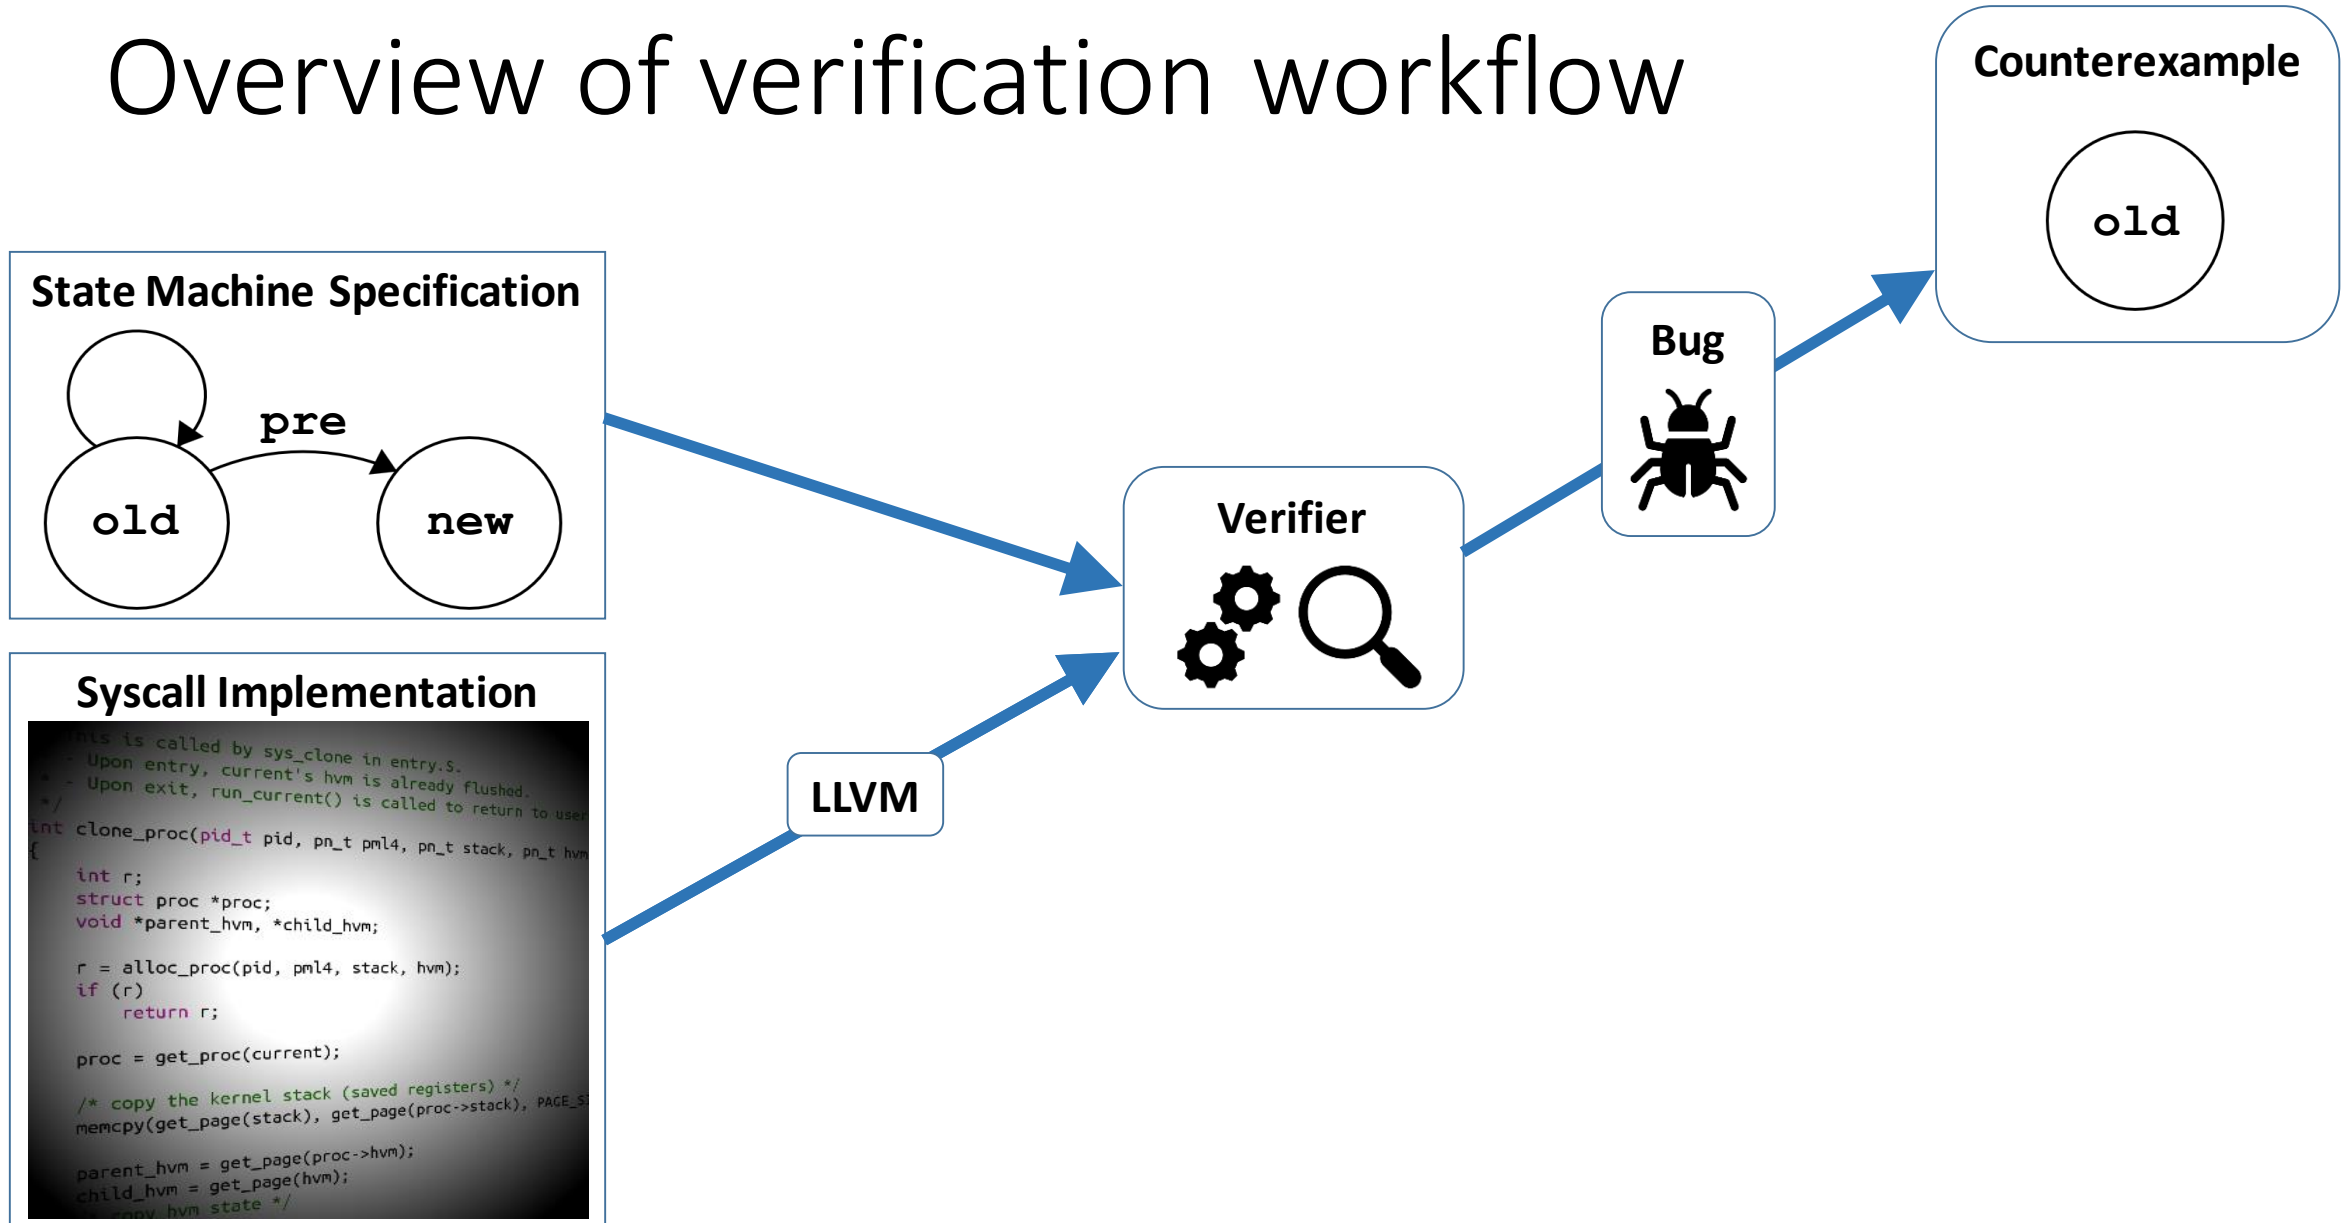 Overview of verification workflow
Counterexample
old
State Machine Specification
pre
old
new
Bug
Verifier
LLVM
Syscall Implementation
This is called by sys_clone in entry.S.
- Upon entry, current's hvm is already flushed.
* - Upon exit, run_current() is called to return to user
*/
int clone_proc(pid_t pid, pn_t pml4, pn_t stack, pn_t hvm
{
int r;
struct proc *proc;
void *parent_hvm, *child_hvm;
r = alloc_proc(pid, pml4, stack, hvm);
if (r)
return r;
proc = get_proc(current);
/* copy the kernel stack (saved registers) */
memcpy(get_page(stack), get_page(proc->stack), PAGE_S
parent_hvm = get_page(proc->hvm);
child_hvm = get_page(hvm);
copy hvm state */